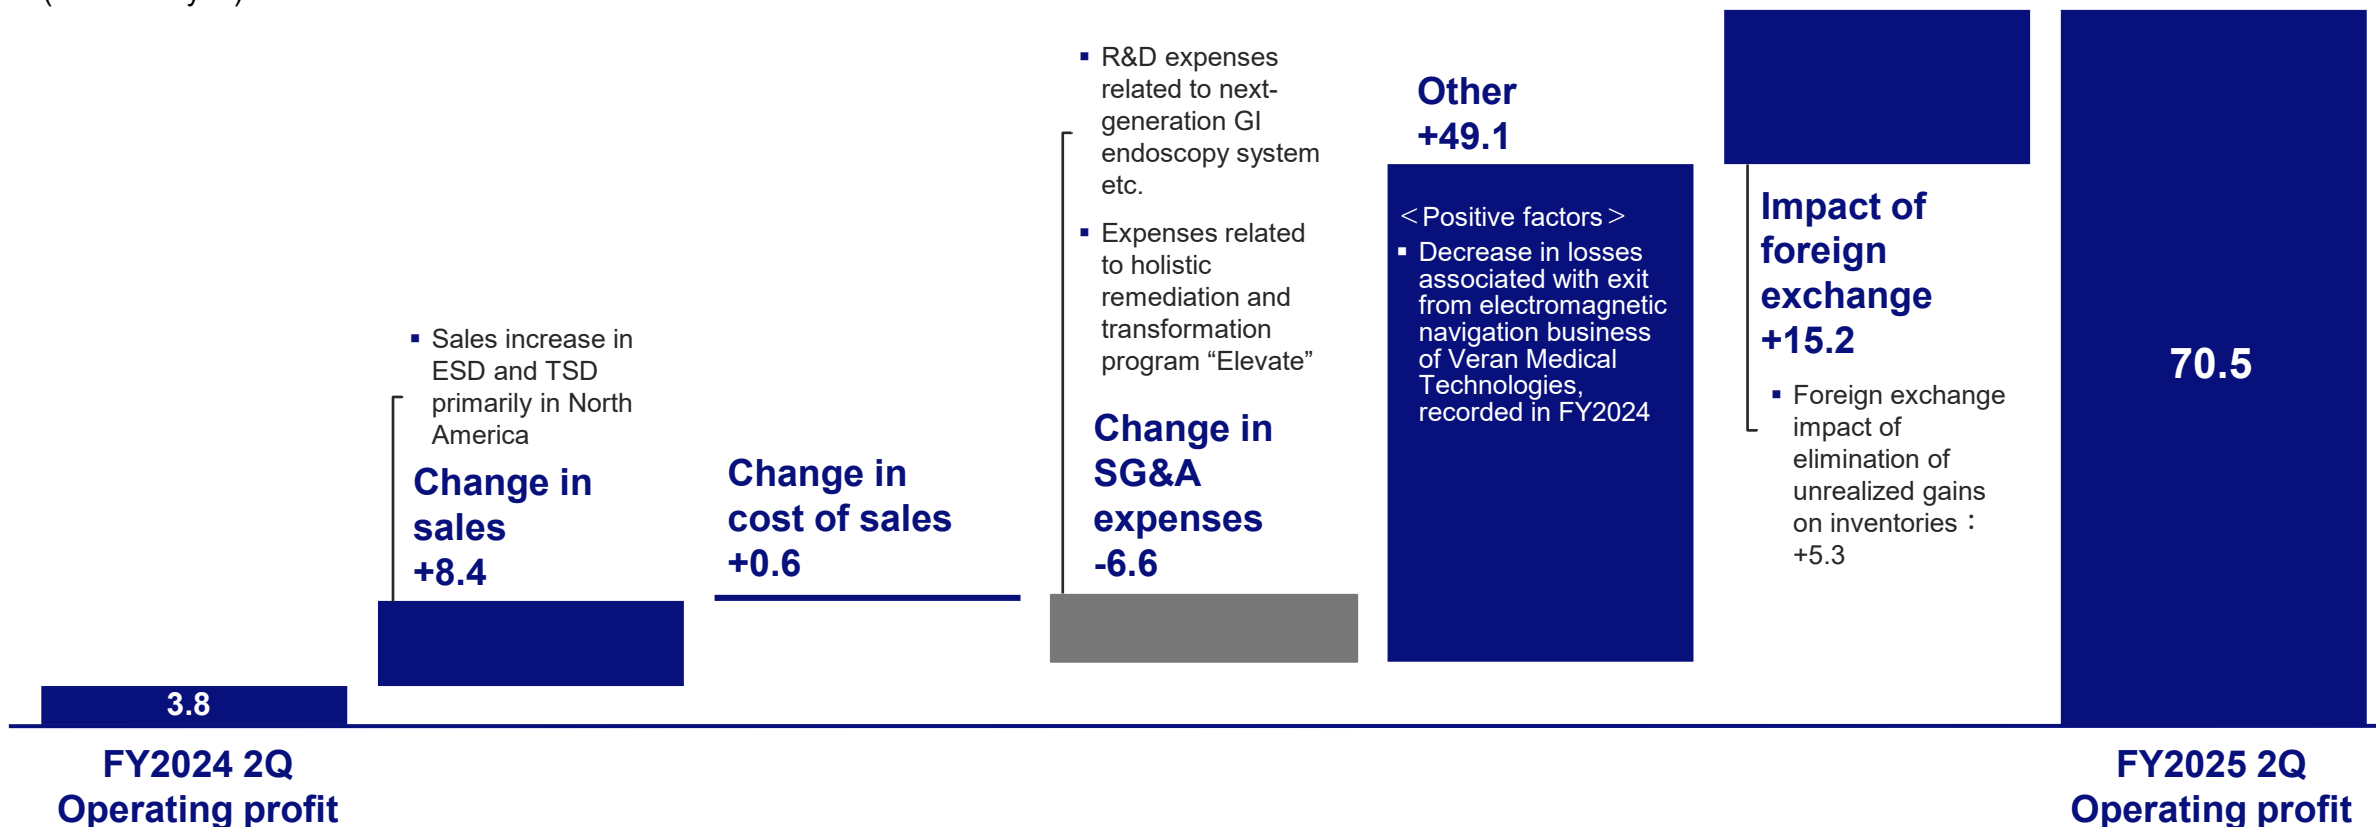 ▪ Sales increase in
ESD and TSD
primarily in North
America
Change in
sales
+8.4
Change in
cost of sales
+0.6
▪ R&D expenses
related to next-
generation GI
endoscopy system
etc.
▪ Expenses related
to holistic
remediation and
transformation
program “Elevate”
Change in
SG&A
expenses
-6.6
Other
+49.1
＜Positive factors＞
▪ Decrease in losses
associated with exit
from electromagnetic
navigation business
of Veran Medical
Technologies,
recorded in FY2024
Impact of
foreign
exchange
+15.2
▪ Foreign exchange
impact of
elimination of
unrealized gains
on inventories：
+5.3
70.5
3.8
FY2024 2Q
Operating profit
FY2025 2Q
Operating profit